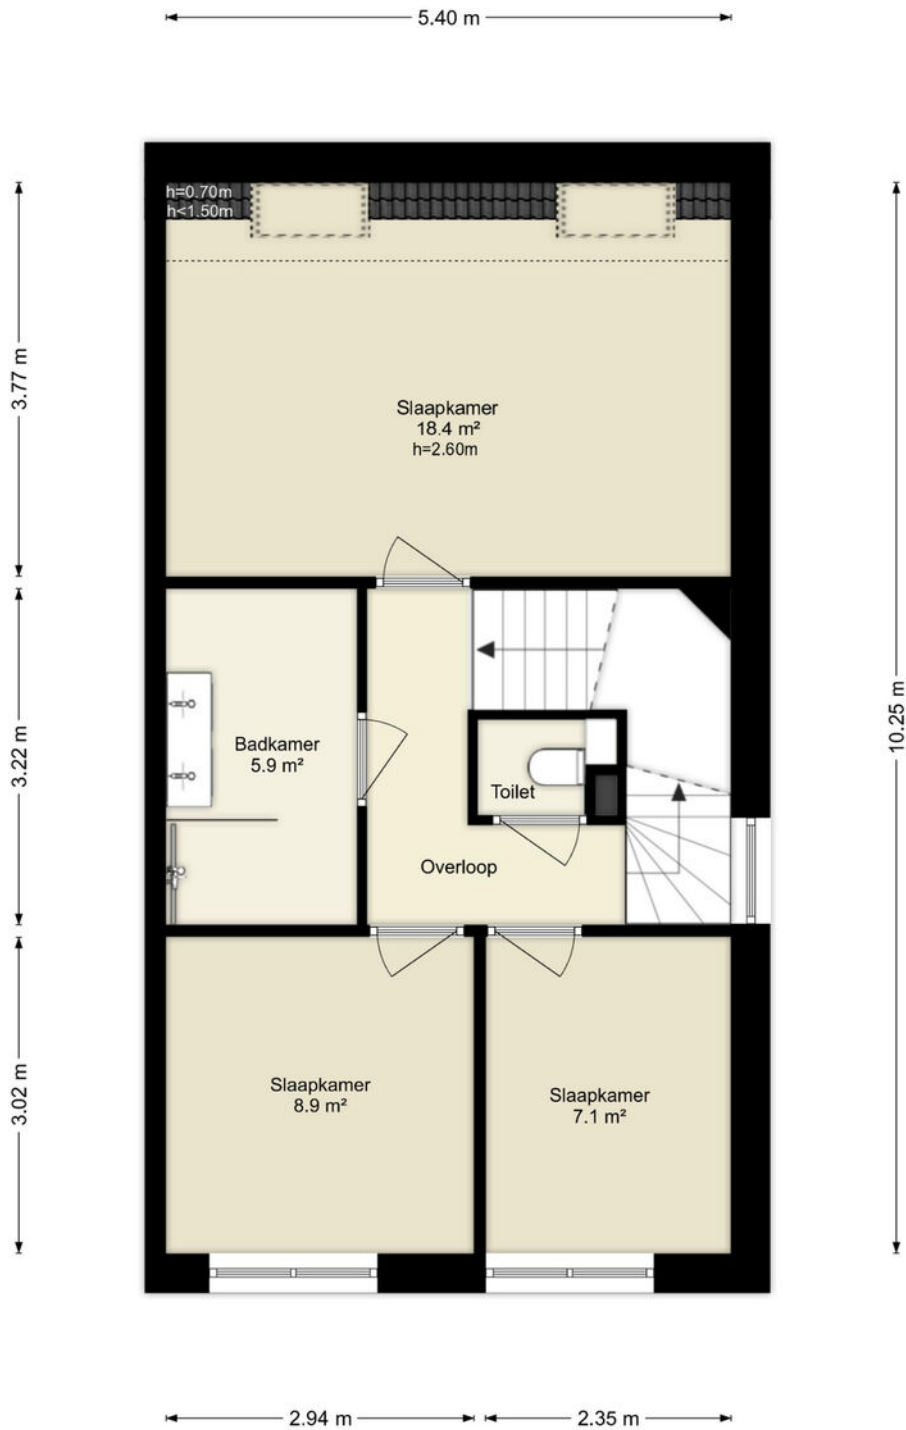 5.40 m
h=0.70m
h<1.50m
3.77 m
Slaapkamer
18.4 m²
h=2.60m
10.25 m
3.22 m
Badkamer
5.9 m²
Toilet
Overloop
3.02 m
Slaapkamer
8.9 m²
Slaapkamer
7.1 m²
2.94 m
2.35 m